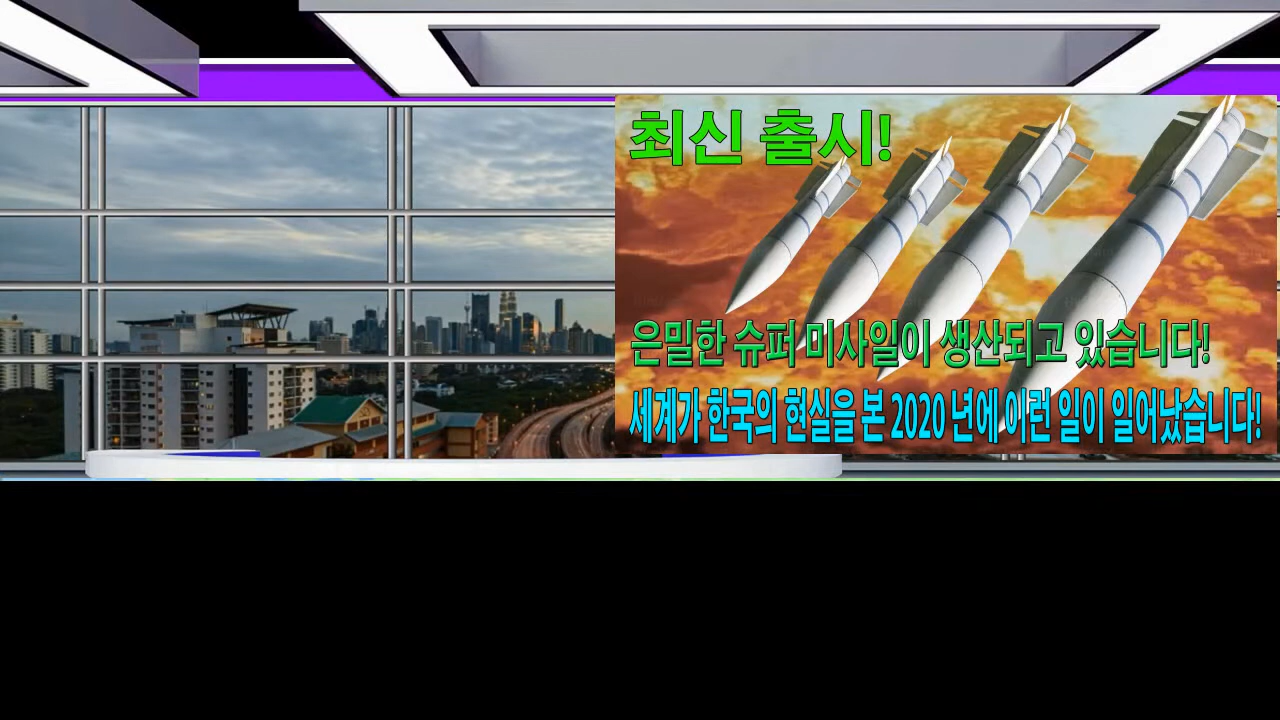 최신 출시!
은밀한 슈퍼 미사일이 생산되고 있습니다!
세계가 한국의 현실을 본 2020 년에 이런 일이 일어났습니다!